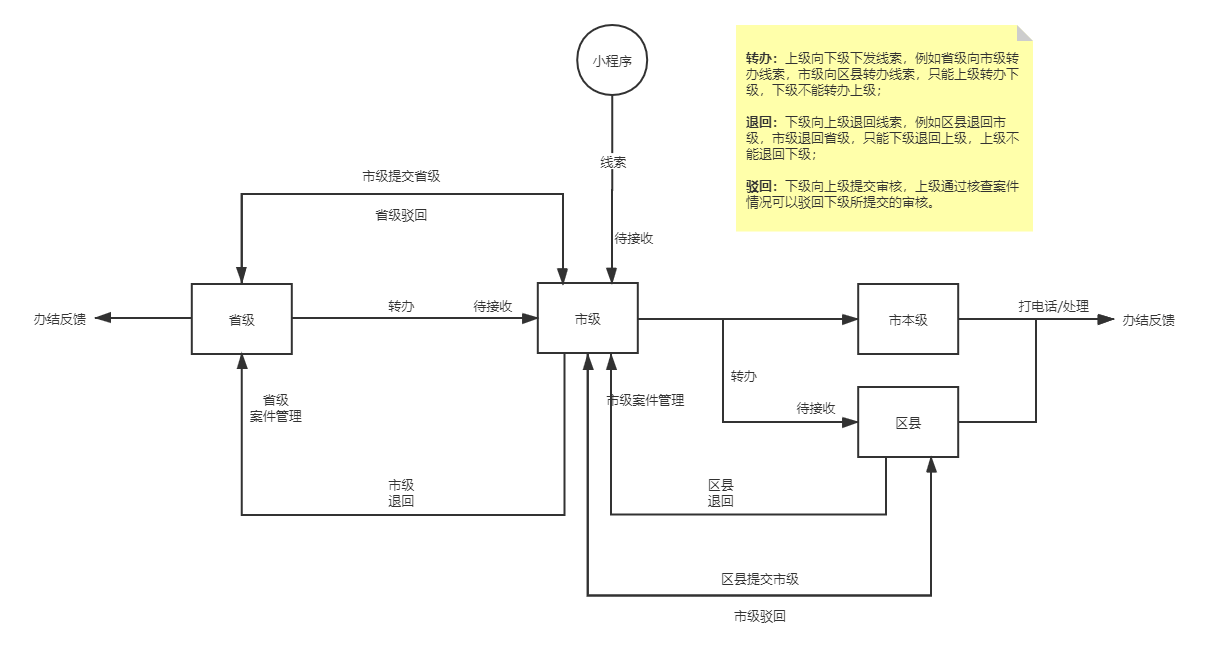 小程序
转办：上级向下级下发线索，例如省级向市级转
办线索，市级向区县转办线索，只能上级转办下
级，下级不能转办上级；
退回：下级向上级退回线索，例如区县退回市
级，市级退回省级，只能下级退回上级，上级不
能退回下级；
驳回：下级向上级提交审核，上级通过核查案件
情况可以驳回下级所提交的审核。
线索
市级提交省级
省级驳回
待接收
办结反馈
省级
转办
待接收
市级
市本级
打电话/处理
办结反馈
转办
省级
案件管理
市级案件管理
待接收
区县
市级
退回
区县
退回
区县提交市级
市级驳回